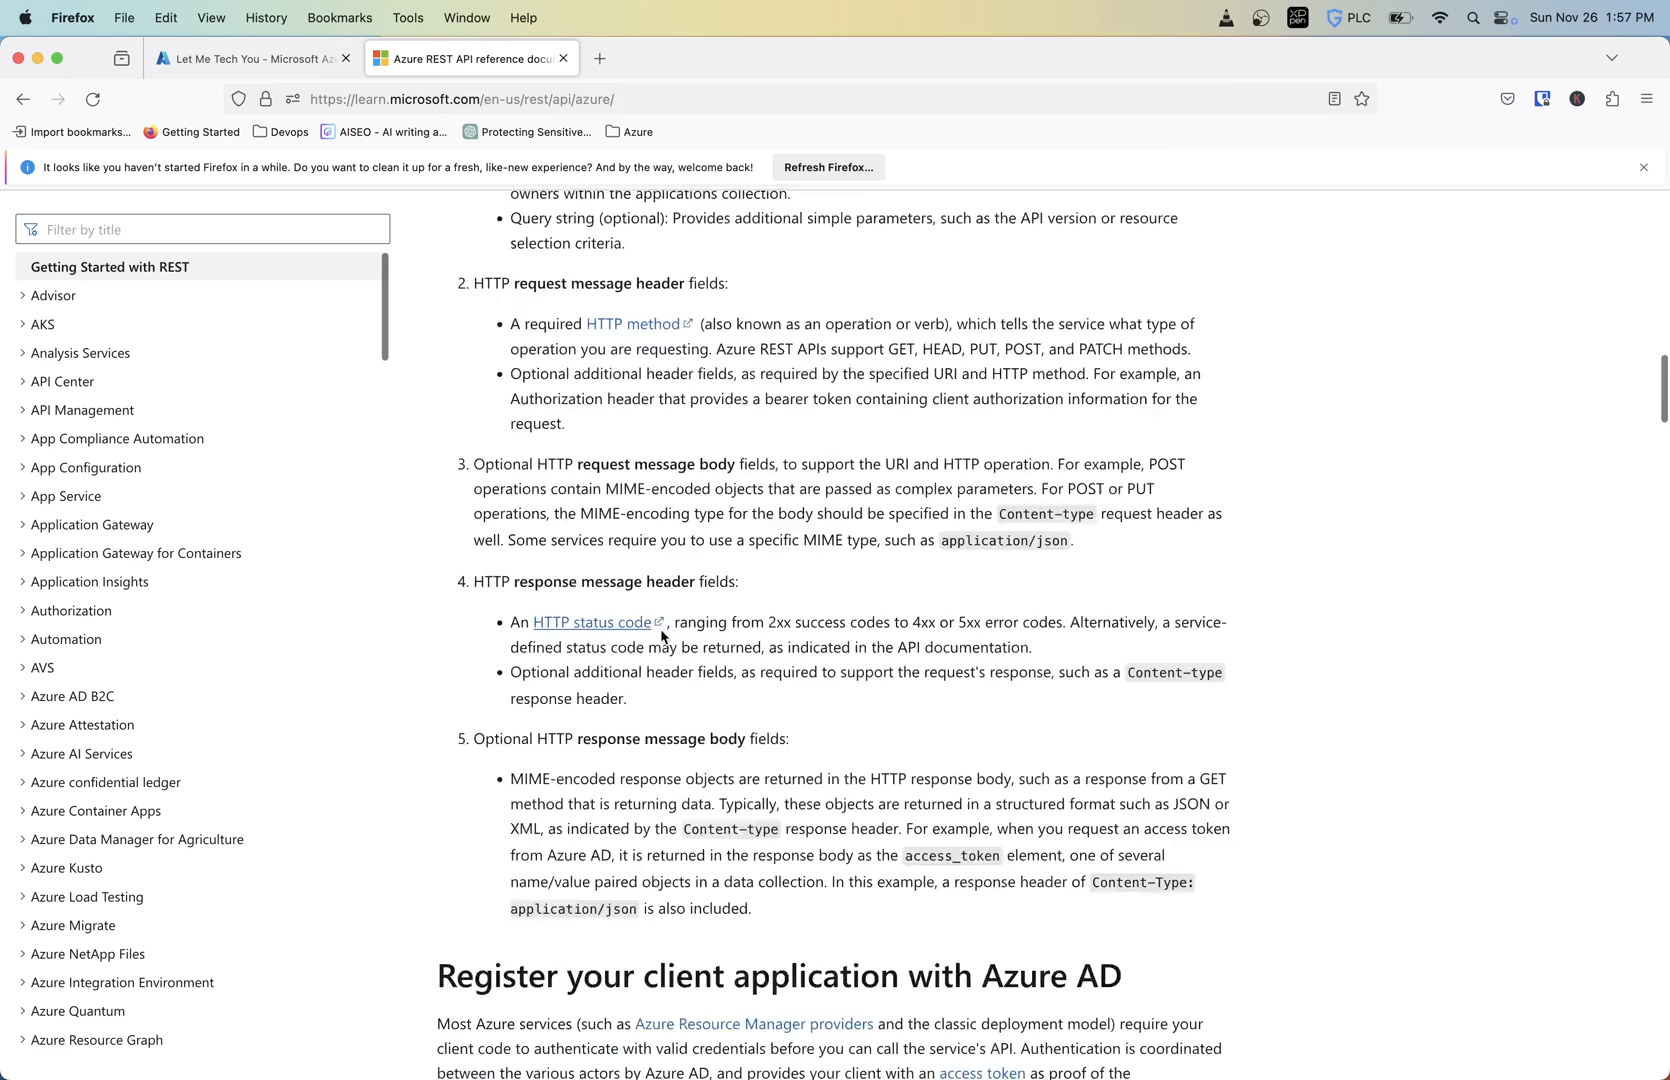 Firefox File Edit View History Bookmarks Tools Window Help PLC Sun Nov 26 1:57 PM
Let Me Tech You - Microsoft Az Azure REST API reference docu
https://learn.microsoft.com/en-us/rest/api/azure/
Import bookmarks... Getting Started Devops AISEO - AI writing a... Protecting Sensitive... Azure
It looks like you haven't started Firefox in a while. Do you want to clean it up for a fresh, like-new experience? And by the way, welcome back! Refresh Firefox...
Filter by title
Getting Started with REST
Advisor
AKS
Analysis Services
API Center
API Management
App Compliance Automation
App Configuration
App Service
Application Gateway
Application Gateway for Containers
Application Insights
Authorization
Automation
AVS
Azure AD B2C
Azure Attestation
Azure AI Services
Azure confidential ledger
Azure Container Apps
Azure Data Manager for Agriculture
Azure Kusto
Azure Load Testing
Azure Migrate
Azure NetApp Files
Azure Integration Environment
Azure Quantum
Azure Resource Graph
owners within the applications collection.
• Query string (optional): Provides additional simple parameters, such as the API version or resource
selection criteria.
2. HTTP request message header fields:
• A required HTTP method (also known as an operation or verb), which tells the service what type of
operation you are requesting. Azure REST APIs support GET, HEAD, PUT, POST, and PATCH methods.
• Optional additional header fields, as required by the specified URI and HTTP method. For example, an
Authorization header that provides a bearer token containing client authorization information for the
request.
3. Optional HTTP request message body fields, to support the URI and HTTP operation. For example, POST
operations contain MIME-encoded objects that are passed as complex parameters. For POST or PUT
operations, the MIME-encoding type for the body should be specified in the Content-type request header as
well. Some services require you to use a specific MIME type, such as application/json.
4. HTTP response message header fields:
• An HTTP status code, ranging from 2xx success codes to 4xx or 5xx error codes. Alternatively, a service-
defined status code may be returned, as indicated in the API documentation.
• Optional additional header fields, as required to support the request's response, such as a Content-type
response header.
5. Optional HTTP response message body fields:
• MIME-encoded response objects are returned in the HTTP response body, such as a response from a GET
method that is returning data. Typically, these objects are returned in a structured format such as JSON or
XML, as indicated by the Content-type response header. For example, when you request an access token
from Azure AD, it is returned in the response body as the access_token element, one of several
name/value paired objects in a data collection. In this example, a response header of Content-Type:
application/json is also included.
Register your client application with Azure AD
Most Azure services (such as Azure Resource Manager providers and the classic deployment model) require your
client code to authenticate with valid credentials before you can call the service's API. Authentication is coordinated
between the various actors by Azure AD, and provides your client with an access token as proof of the